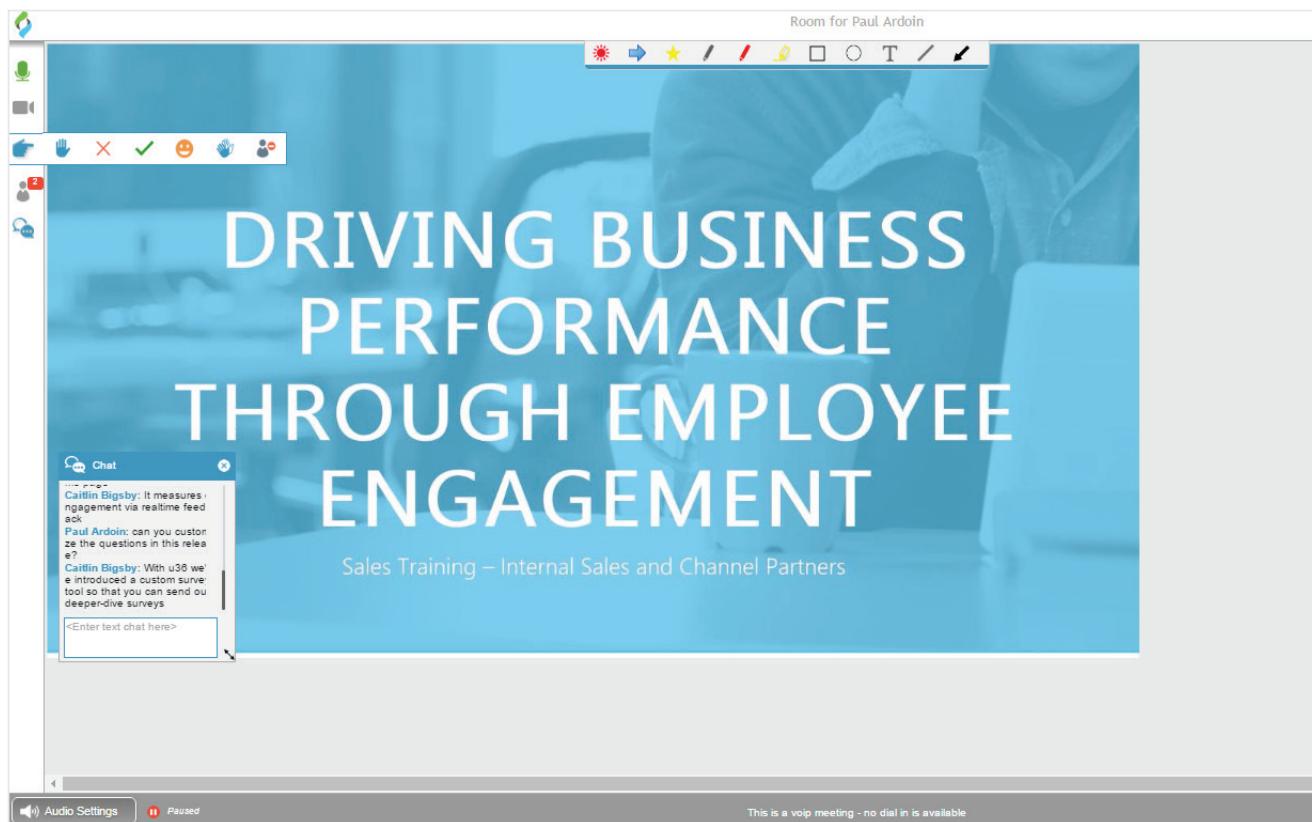 Room for Paul Ardoin
T
2
DRIVING BUSINESS
PERFORMANCE
THROUGH EMPLOYEE
ENGAGEMENT
Sales Training – Internal Sales and Channel Partners
Chat
Caitlin Bigsby: It measures
ngagement via realtime feed
ack
Paul Ardoin: can you custom
ze the questions in this relea
e?
Caitlin Bigsby: With u36 we'
e introduced a custom surve
tool so that you can send ou
deeper-dive surveys
<Enter text chat here>
Audio Settings
Paused
This is a voip meeting - no dial in is available